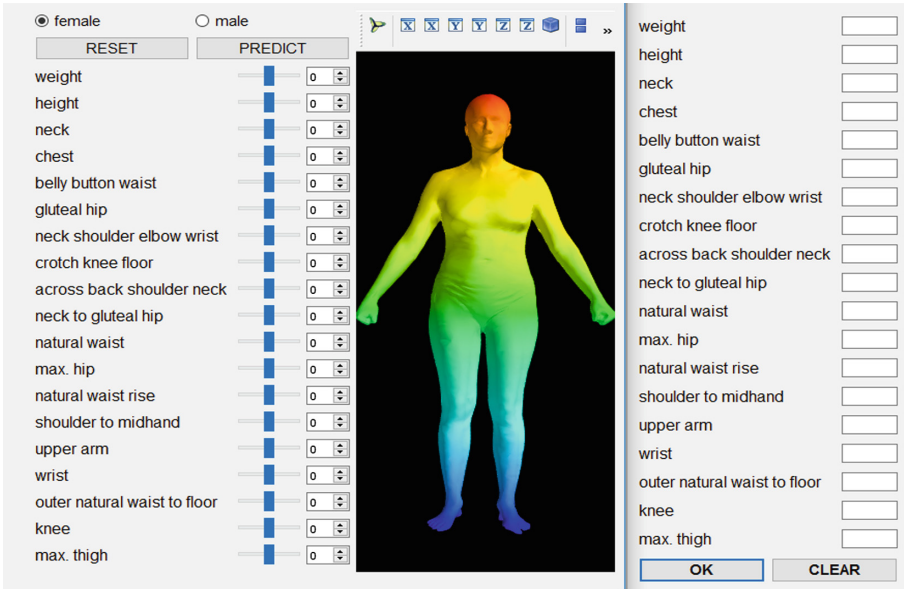 female male
RESET PREDICT
weight 0
height 0
neck 0
chest 0
belly button waist 0
gluteal hip 0
neck shoulder elbow wrist 0
crotch knee floor 0
across back shoulder neck 0
neck to gluteal hip 0
natural waist 0
max. hip 0
natural waist rise 0
shoulder to midhand 0
upper arm 0
wrist 0
outer natural waist to floor 0
knee 0
max. thigh 0
X X Y Y Z Z »
weight
height
neck
chest
belly button waist
gluteal hip
neck shoulder elbow wrist
crotch knee floor
across back shoulder neck
neck to gluteal hip
natural waist
max. hip
natural waist rise
shoulder to midhand
upper arm
wrist
outer natural waist to floor
knee
max. thigh
OK CLEAR